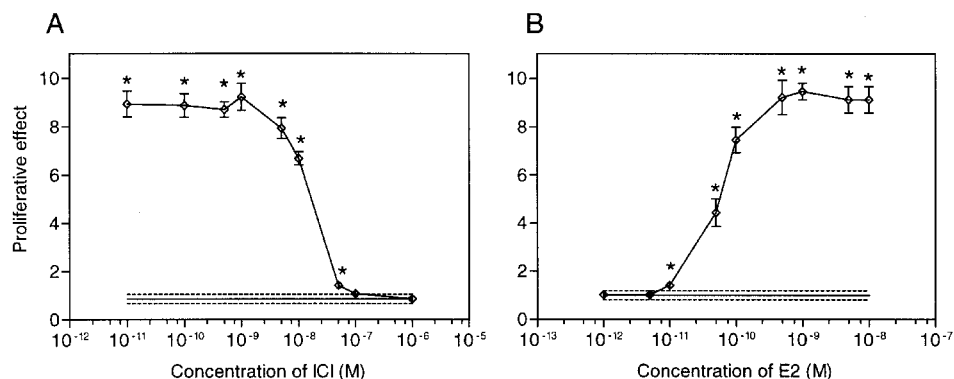 A
Proliferative effect
10
8
6
4
2
0
* * * * * * *
10⁻¹² 10⁻¹¹ 10⁻¹⁰ 10⁻⁹ 10⁻⁸ 10⁻⁷ 10⁻⁶ 10⁻⁵
Concentration of ICI (M)
B
10
8
6
4
2
0
* * * * * * *
10⁻¹³ 10⁻¹² 10⁻¹¹ 10⁻¹⁰ 10⁻⁹ 10⁻⁸ 10⁻⁷
Concentration of E2 (M)